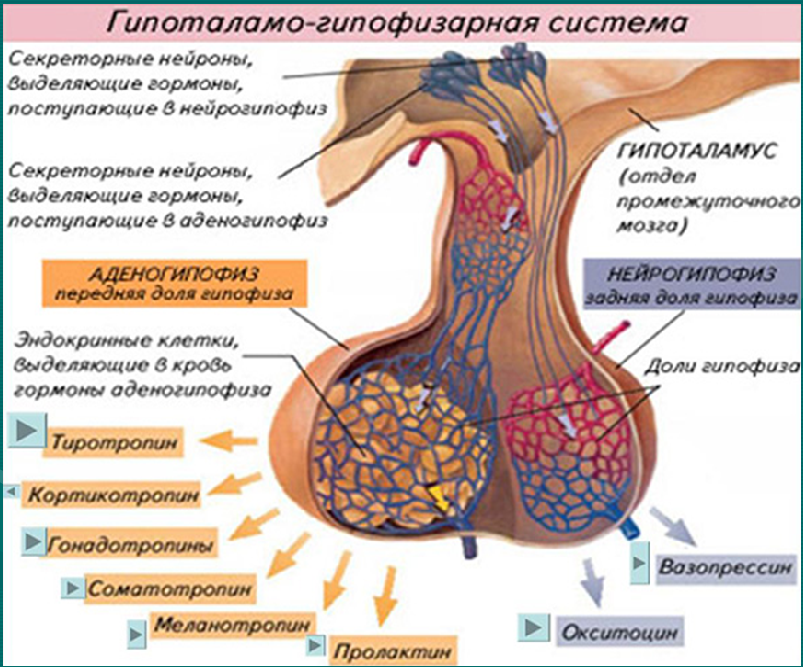 Гипоталамо-гипофизарная система
Секреторные нейроны,
выделяющие гормоны,
поступающие в нейрогипофиз
Секреторные нейроны,
выделяющие гормоны,
поступающие в аденогипофиз
ГИПОТАЛАМУС
(отдел
промежуточного
мозга)
АДЕНОГИПОФИЗ
передняя доля гипофиза
НЕЙРОГИПОФИЗ
задняя доля гипофиза
Эндокринные клетки,
выделяющие в кровь
гормоны аденогипофиза
Доли гипофиза
Тиротропин
Кортикотропин
Гонадотропины
Соматотропин
Меланотропин
Пролактин
Вазопрессин
Окситоцин